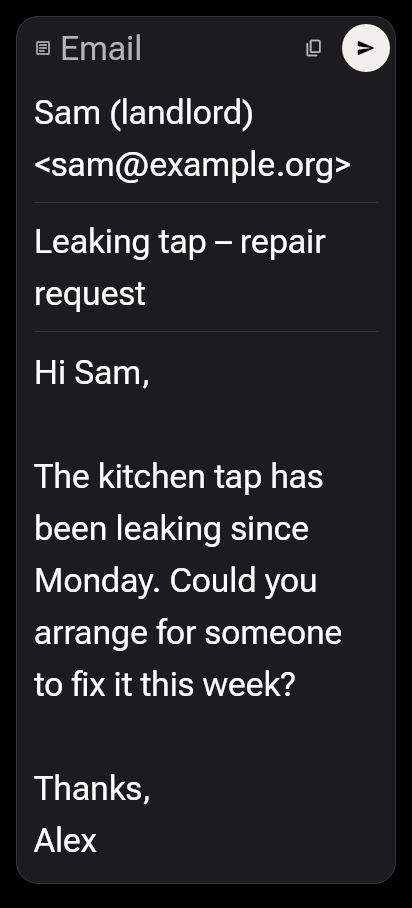 Email
Sam (landlord)
<sam@example.org>
Leaking tap – repair
request
Hi Sam,
The kitchen tap has
been leaking since
Monday. Could you
arrange for someone
to fix it this week?
Thanks,
Alex